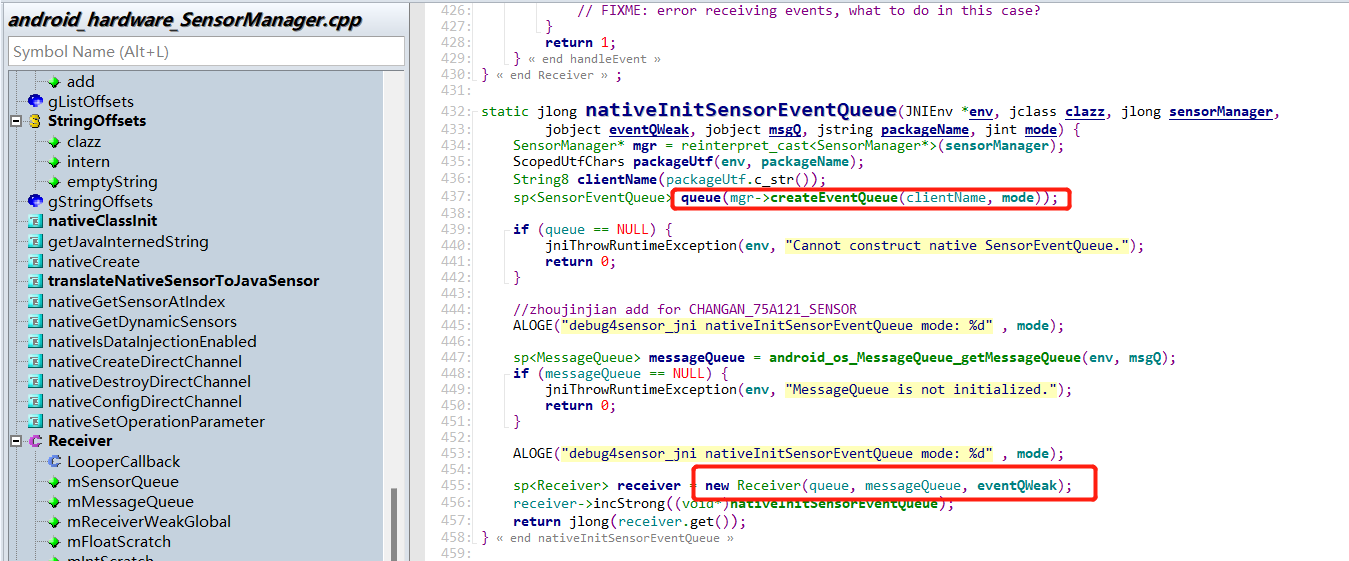 android_hardware_SensorManager.cpp
Symbol Name (Alt+L)
add
gListOffsets
StringOffsets
clazz
intern
emptyString
gStringOffsets
nativeClassInit
getJavaInternedString
nativeCreate
translateNativeSensorToJavaSensor
nativeGetSensorAtIndex
nativeGetDynamicSensors
nativeIsDataInjectionEnabled
nativeCreateDirectChannel
nativeDestroyDirectChannel
nativeConfigDirectChannel
nativeSetOperationParameter
Receiver
LooperCallback
mSensorQueue
mMessageQueue
mReceiverWeakGlobal
mFloatScratch
mIntScratch
426: // FIXME: error receiving events, what to do in this case?
427: }
428: return 1;
429: } « end handleEvent »
430: } « end Receiver » ;
431:
432: static jlong nativeInitSensorEventQueue(JNIEnv *env, jclass clazz, jlong sensorManager,
433: jobject eventQWeak, jobject msgQ, jstring packageName, jint mode) {
434: SensorManager* mgr = reinterpret_cast<SensorManager*>(sensorManager);
435: ScopedUtfChars packageUtf(env, packageName);
436: String8 clientName(packageUtf.c_str());
437: sp<SensorEventQueue> queue(mgr->createEventQueue(clientName, mode));
438:
439: if (queue == NULL) {
440: jniThrowRuntimeException(env, "Cannot construct native SensorEventQueue.");
441: return 0;
442: }
443:
444: //zhoujinjian add for CHANGAN_75A121_SENSOR
445: ALOGE("debug4sensor_jni nativeInitSensorEventQueue mode: %d" , mode);
446:
447: sp<MessageQueue> messageQueue = android_os_MessageQueue_getMessageQueue(env, msgQ);
448: if (messageQueue == NULL) {
449: jniThrowRuntimeException(env, "MessageQueue is not initialized.");
450: return 0;
451: }
452:
453: ALOGE("debug4sensor_jni nativeInitSensorEventQueue mode: %d" , mode);
454:
455: sp<Receiver> receiver = new Receiver(queue, messageQueue, eventQWeak);
456: receiver->incStrong((void*)nativeInitSensorEventQueue);
457: return jlong(receiver.get());
458: } « end nativeInitSensorEventQueue »
459: